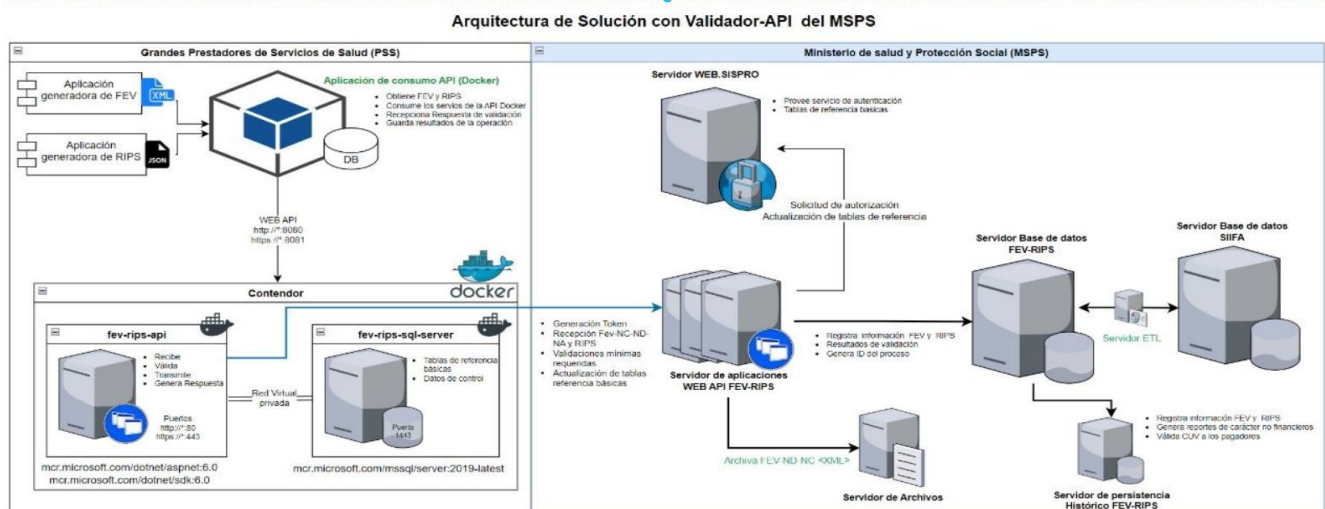 Arquitectura de Solución con Validador-API del MSPS
Grandes Prestadores de Servicios de Salud (PSS)
Aplicación
generadora de FEV
XML
Aplicación
generadora de RIPS
JSON
Aplicación de consumo API (Docker)
Obtiene FEV y RIPS
Consume los servios de la API Docker
Recepciona Respuesta de validación
Guarda resultados de la operación
DB
WEB API
http://*:8080
https://*:8081
docker
Contendor
fev-rips-api
Recibe
Válida
Transmite
Genera Respuesta
Puertos
http://*:80
https://*:443
mcr.microsoft.com/dotnet/aspnet:6.0
mcr.microsoft.com/dotnet/sdk:6.0
Red Virtual
privada
fev-rips-sql-server
Tablas de referencia
básicas
Datos de control
Puerto
1443
mcr.microsoft.com/mssql/server:2019-latest
Ministerio de salud y Protección Social (MSPS)
Servidor WEB.SISPRO
Provee servicio de autenticación
Tablas de referencia basicas
Solicitud de autorización
Actualización de tablas de referencia
Generación Token
Recepción Fev-NC-ND-
NA y RIPS
Validaciones mínimas
requeridas
Actualización de tablas
referencia básicas
Servidor de aplicaciones
WEB API FEV-RIPS
Registra información FEV y RIPS
Resultados de validación
Genera ID del proceso
Servidor Base de datos
FEV-RIPS
Servidor ETL
Servidor Base de datos
SIIFA
Archiva FEV-ND-NC <XML>
Servidor de Archivos
Registra información FEV y RIPS
Genera reportes de carácter no financieros
Válida CUV a los pagadores
Servidor de persistencia
Histórico FEV-RIPS